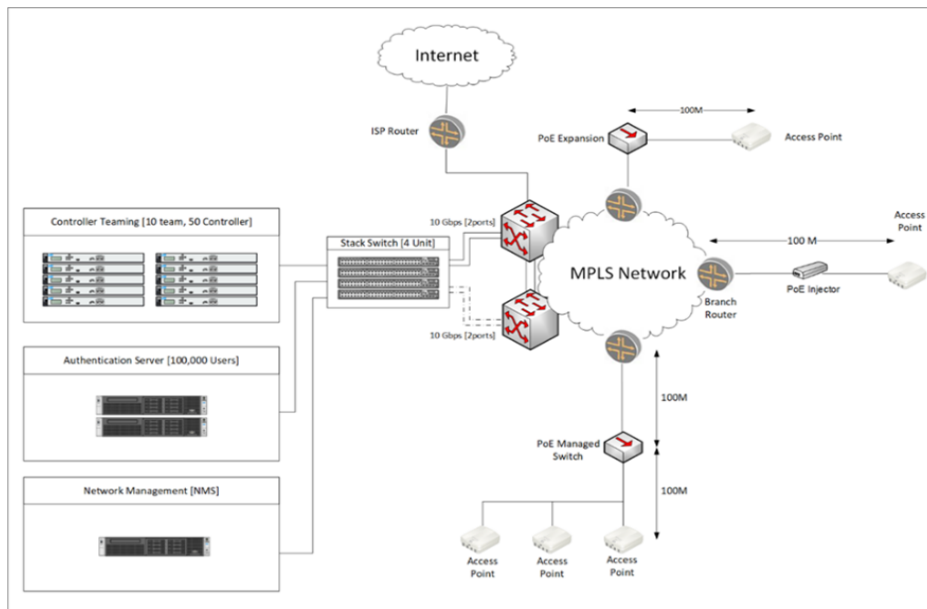 Internet
ISP Router
100M
PoE Expansion
Access Point
Controller Teaming [10 team, 50 Controller]
10 Gbps [2ports]
Stack Switch [4 Unit]
Access
Point
100 M
MPLS Network
PoE Injector
Branch
Router
10 Gbps [2ports]
Authentication Server [100,000 Users]
100M
PoE Managed
Switch
Network Management [NMS]
100M
Access
Point
Access
Point
Access
Point